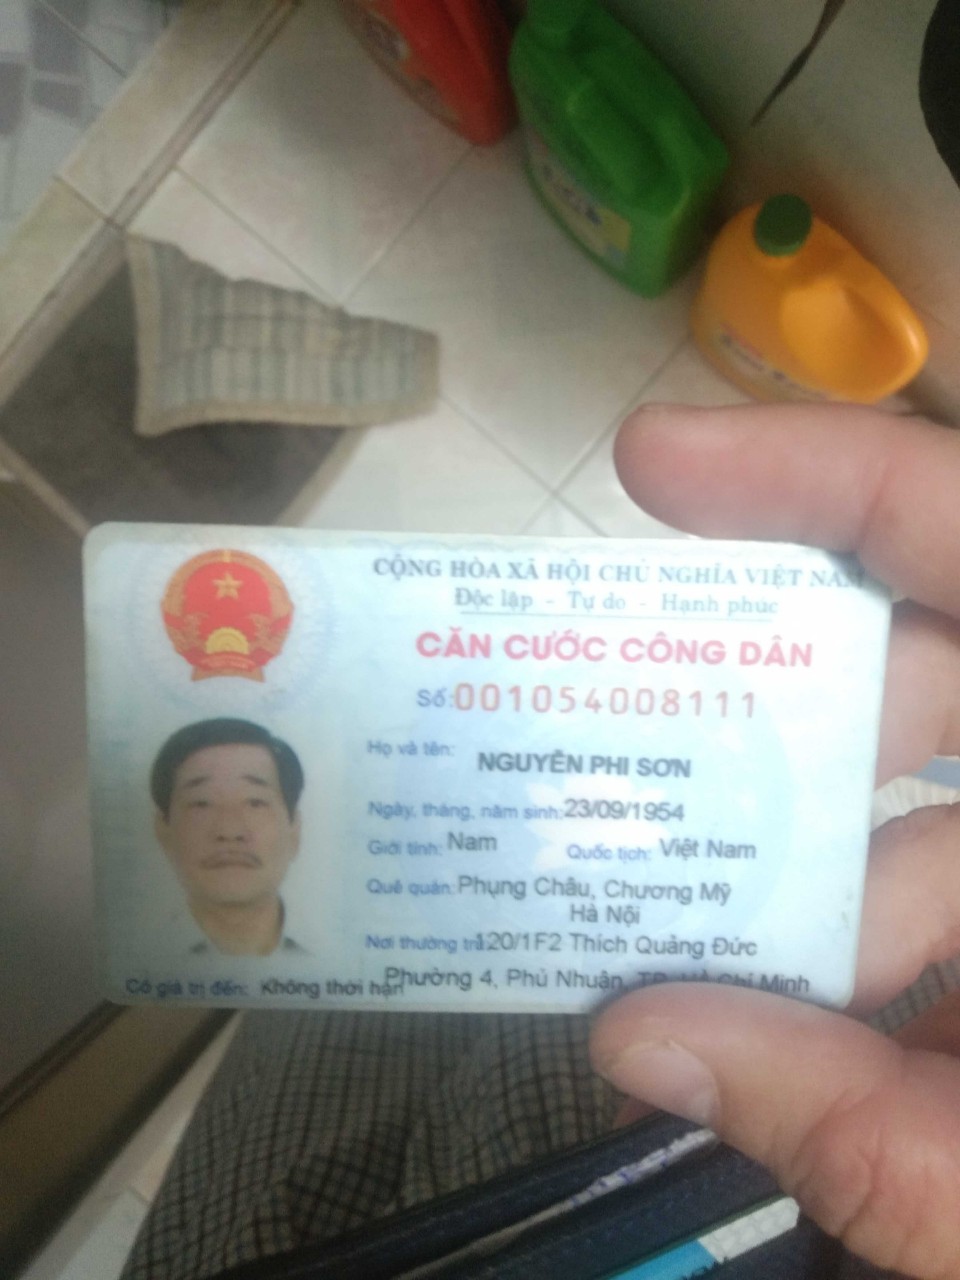 CỘNG HÒA XÃ HỘI CHỦ NGHĨA VIỆT NAM
Độc lập - Tự do - Hạnh phúc
CĂN CƯỚC CÔNG DÂN
Số: 001054008111
Họ và tên: NGUYỄN PHI SƠN
Ngày, tháng, năm sinh: 23/09/1954
Giới tính: Nam Quốc tịch: Việt Nam
Quê quán: Phụng Châu, Chương Mỹ
Hà Nội
Nơi thường trú: 120/1F2 Thích Quảng Đức
Phường 4, Phú Nhuận, TP. Hồ Chí Minh
Có giá trị đến: Không thời hạn